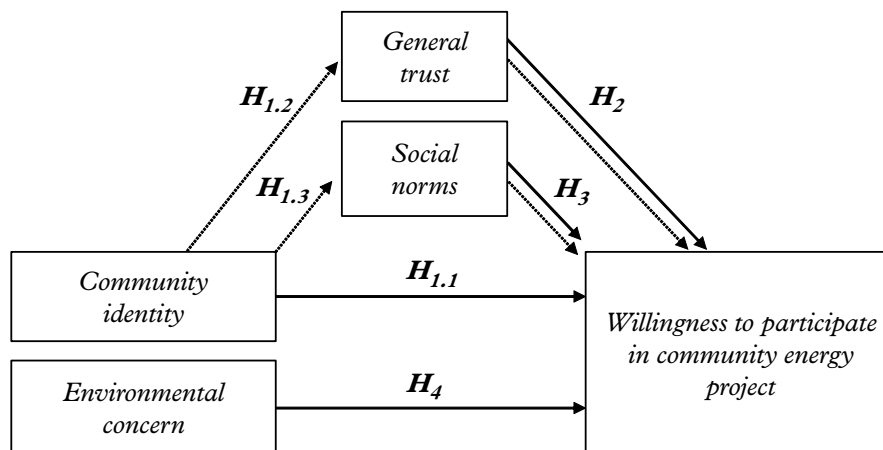 General
trust
H1.2
H2
Social
norms
H1.3
H3
Community
identity
H1.1
Willingness to participate
in community energy
project
Environmental
concern
H4